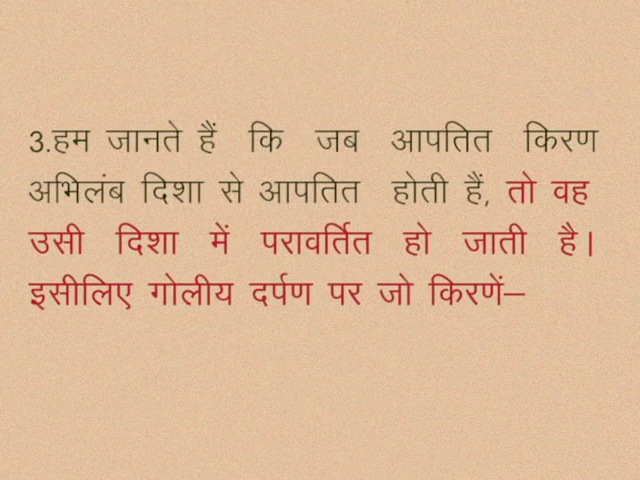 3.हम जानते हैं कि जब आपतित किरण
अभिलंब दिशा से आपतित होती हैं, तो वह
उसी दिशा में परावर्तित हो जाती है।
इसीलिए गोलीय दर्पण पर जो किरणें–